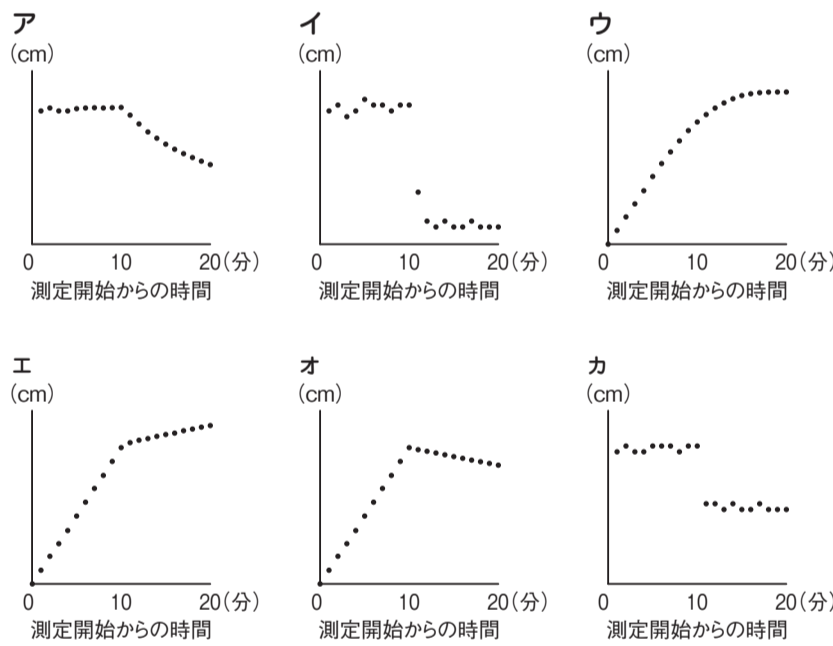 ア イ ウ
(cm) (cm) (cm)
0 10 20(分) 0 10 20(分) 0 10 20(分)
測定開始からの時間 測定開始からの時間 測定開始からの時間
エ オ カ
(cm) (cm) (cm)
0 10 20(分) 0 10 20(分) 0 10 20(分)
測定開始からの時間 測定開始からの時間 測定開始からの時間